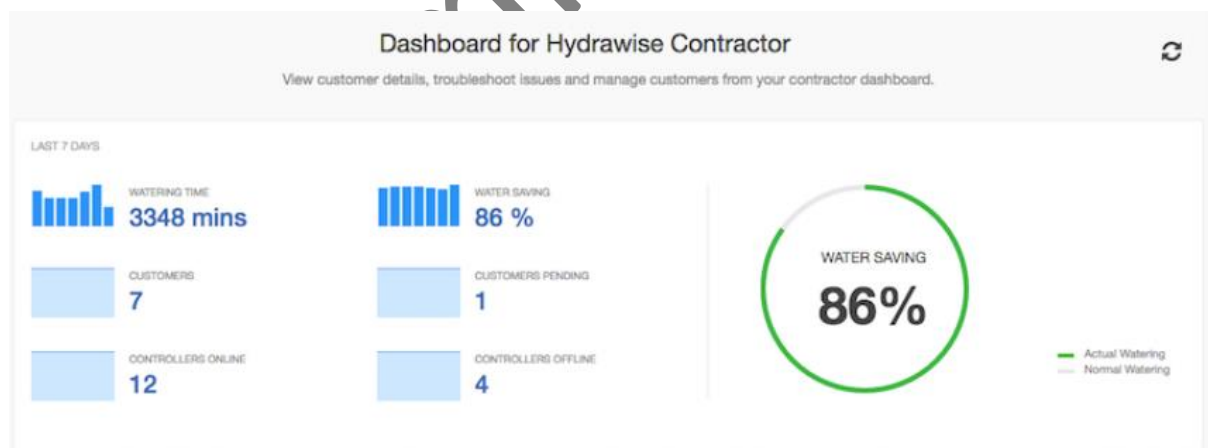 Dashboard for Hydrawise Contractor
View customer details, troubleshoot issues and manage customers from your contractor dashboard.
LAST 7 DAYS
WATERING TIME
3348 mins
WATER SAVING
86 %
CUSTOMERS
7
CUSTOMERS PENDING
1
CONTROLLERS ONLINE
12
CONTROLLERS OFFLINE
4
WATER SAVING
86%
Actual Watering
Normal Watering